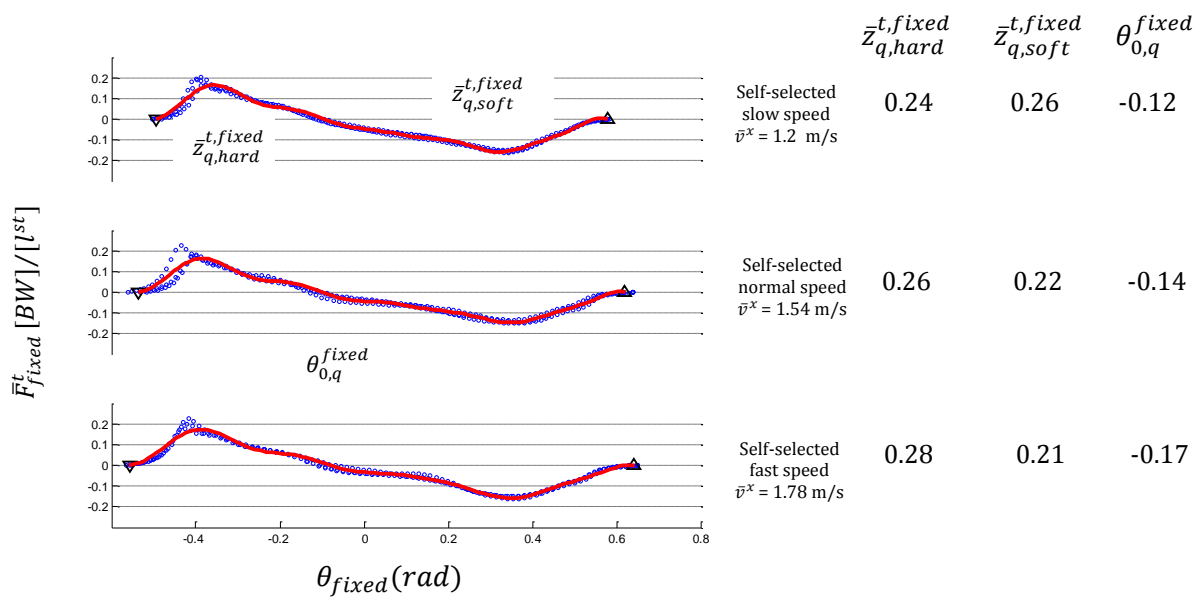 z̄_{q,hard}^{t,fixed} z̄_{q,soft}^{t,fixed} θ_{0,q}^{fixed}
0.2
0.1
0
-0.1
-0.2
z̄_{q,soft}^{t,fixed}
z̄_{q,hard}^{t,fixed}
Self-selected
slow speed
v̄ˣ = 1.2 m/s
0.24 0.26 -0.12
F̄_{fixed}^{t} [BW]/[l^{st}]
0.2
0.1
0
-0.1
-0.2
θ_{0,q}^{fixed}
Self-selected
normal speed
v̄ˣ = 1.54 m/s
0.26 0.22 -0.14
0.2
0.1
0
-0.1
-0.2
Self-selected
fast speed
v̄ˣ = 1.78 m/s
0.28 0.21 -0.17
-0.4 -0.2 0 0.2 0.4 0.6 0.8
θ_{fixed}(rad)